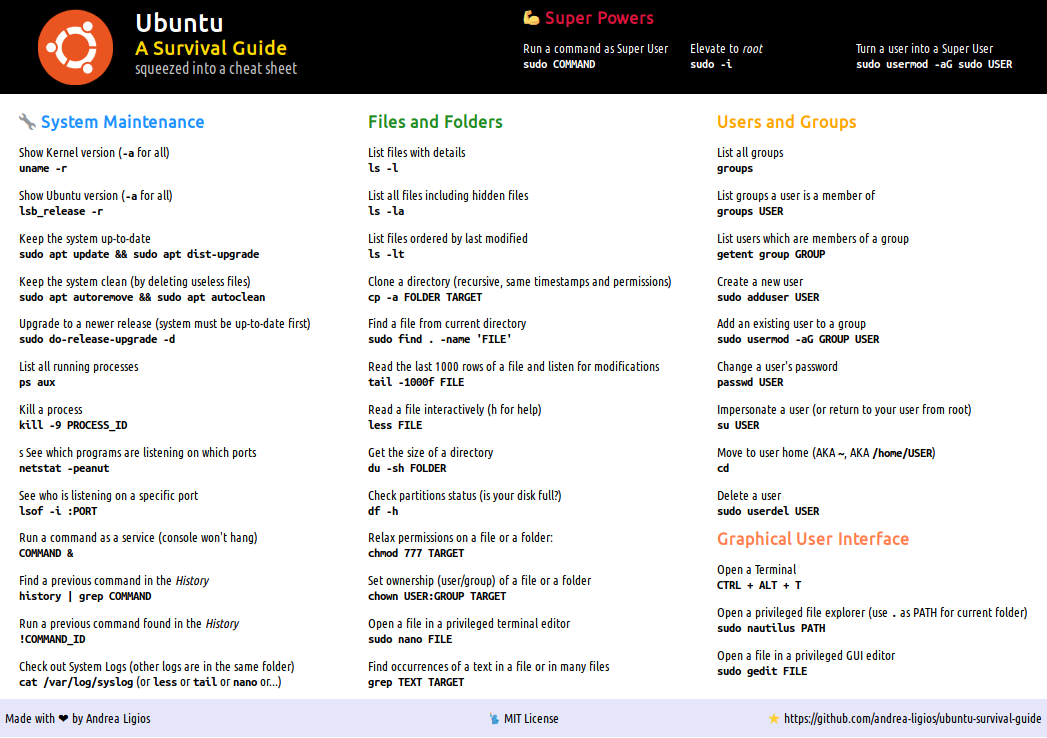 Ubuntu
A Survival Guide
squeezed into a cheat sheet
💪 Super Powers
Run a command as Super User
sudo COMMAND
Elevate to root
sudo -i
Turn a user into a Super User
sudo usermod -aG sudo USER
🔧 System Maintenance
Show Kernel version (-a for all)
uname -r
Show Ubuntu version (-a for all)
lsb_release -r
Keep the system up-to-date
sudo apt update && sudo apt dist-upgrade
Keep the system clean (by deleting useless files)
sudo apt autoremove && sudo apt autoclean
Upgrade to a newer release (system must be up-to-date first)
sudo do-release-upgrade -d
List all running processes
ps aux
Kill a process
kill -9 PROCESS_ID
s See which programs are listening on which ports
netstat -peanut
See who is listening on a specific port
lsof -i :PORT
Run a command as a service (console won't hang)
COMMAND &
Find a previous command in the History
history | grep COMMAND
Run a previous command found in the History
!COMMAND_ID
Check out System Logs (other logs are in the same folder)
cat /var/log/syslog (or less or tail or nano or...)
Files and Folders
List files with details
ls -l
List all files including hidden files
ls -la
List files ordered by last modified
ls -lt
Clone a directory (recursive, same timestamps and permissions)
cp -a FOLDER TARGET
Find a file from current directory
sudo find . -name 'FILE'
Read the last 1000 rows of a file and listen for modifications
tail -1000f FILE
Read a file interactively (h for help)
less FILE
Get the size of a directory
du -sh FOLDER
Check partitions status (is your disk full?)
df -h
Relax permissions on a file or a folder:
chmod 777 TARGET
Set ownership (user/group) of a file or a folder
chown USER:GROUP TARGET
Open a file in a privileged terminal editor
sudo nano FILE
Find occurrences of a text in a file or in many files
grep TEXT TARGET
Users and Groups
List all groups
groups
List groups a user is a member of
groups USER
List users which are members of a group
getent group GROUP
Create a new user
sudo adduser USER
Add an existing user to a group
sudo usermod -aG GROUP USER
Change a user's password
passwd USER
Impersonate a user (or return to your user from root)
su USER
Move to user home (AKA ~, AKA /home/USER)
cd
Delete a user
sudo userdel USER
Graphical User Interface
Open a Terminal
CTRL + ALT + T
Open a privileged file explorer (use . as PATH for current folder)
sudo nautilus PATH
Open a file in a privileged GUI editor
sudo gedit FILE
Made with ❤ by Andrea Ligios
🗽 MIT License
⭐ https://github.com/andrea-ligios/ubuntu-survival-guide